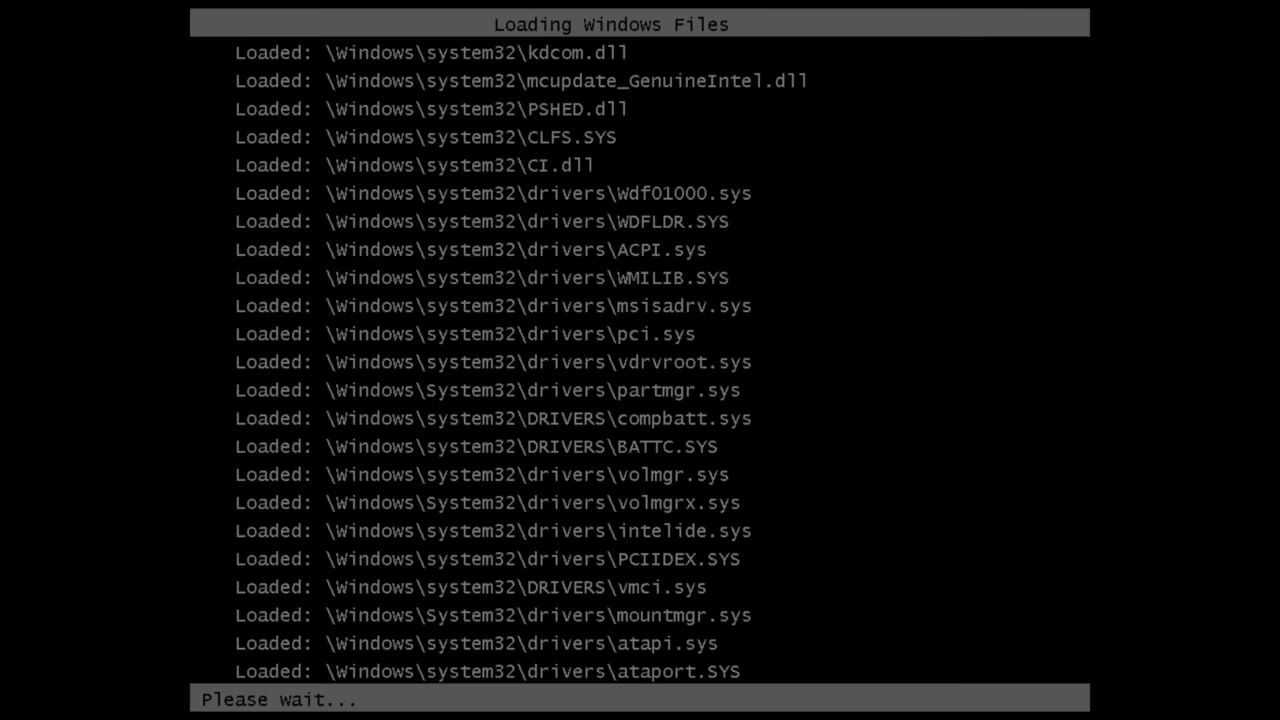 Loading Windows Files
Loaded: \Windows\system32\kdcom.dll
Loaded: \Windows\system32\mcupdate_GenuineIntel.dll
Loaded: \Windows\system32\PSHED.dll
Loaded: \Windows\system32\CLFS.SYS
Loaded: \Windows\system32\CI.dll
Loaded: \Windows\system32\drivers\Wdf01000.sys
Loaded: \Windows\system32\drivers\WDFLDR.SYS
Loaded: \Windows\system32\drivers\ACPI.sys
Loaded: \Windows\system32\drivers\WMILIB.SYS
Loaded: \Windows\system32\drivers\msisadrv.sys
Loaded: \Windows\system32\drivers\pci.sys
Loaded: \Windows\system32\drivers\vdrvroot.sys
Loaded: \Windows\System32\drivers\partmgr.sys
Loaded: \Windows\system32\DRIVERS\compbatt.sys
Loaded: \Windows\system32\DRIVERS\BATTC.SYS
Loaded: \Windows\system32\drivers\volmgr.sys
Loaded: \Windows\System32\drivers\volmgrx.sys
Loaded: \Windows\system32\drivers\intelide.sys
Loaded: \Windows\system32\drivers\PCIIDEX.SYS
Loaded: \Windows\system32\DRIVERS\vmci.sys
Loaded: \Windows\System32\drivers\mountmgr.sys
Loaded: \Windows\system32\drivers\atapi.sys
Loaded: \Windows\system32\drivers\ataport.SYS
Please wait...